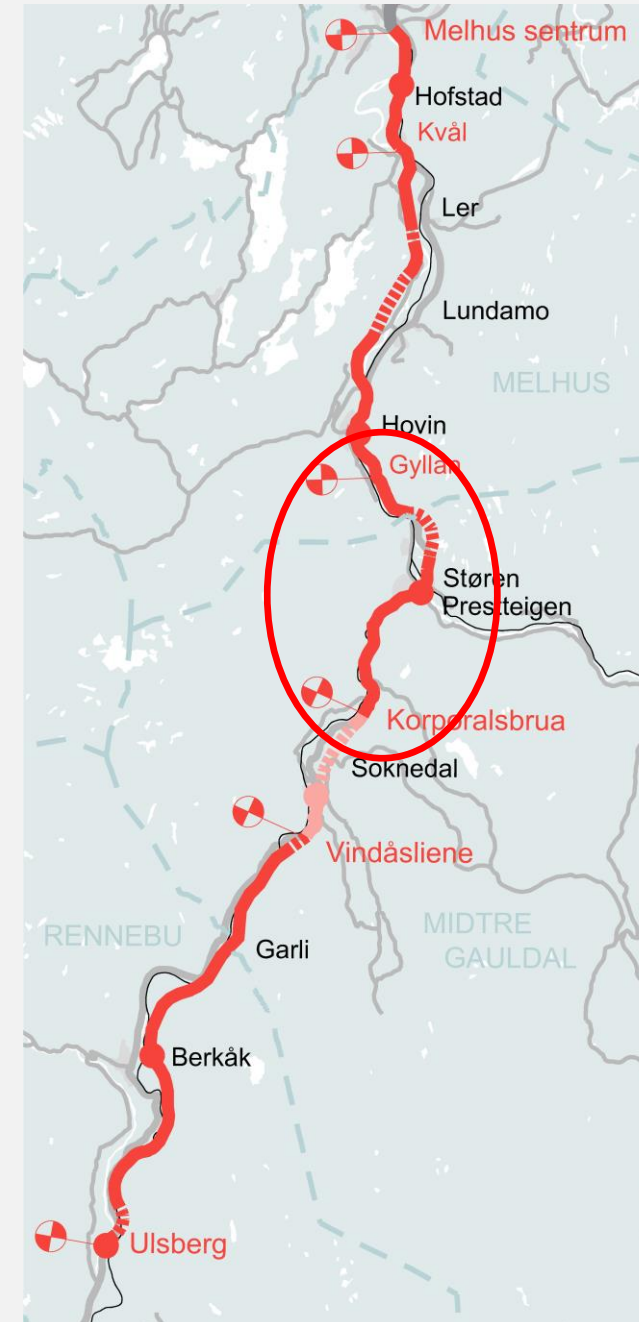 Melhus sentrum
Hofstad
Kvål
Ler
Lundamo
MELHUS
Hovin
Gyllan
Støren
Prestteigen
Korporalsbrua
Soknedal
Vindåsliene
RENNEBU
MIDTRE
GAULDAL
Garli
Berkåk
Ulsberg